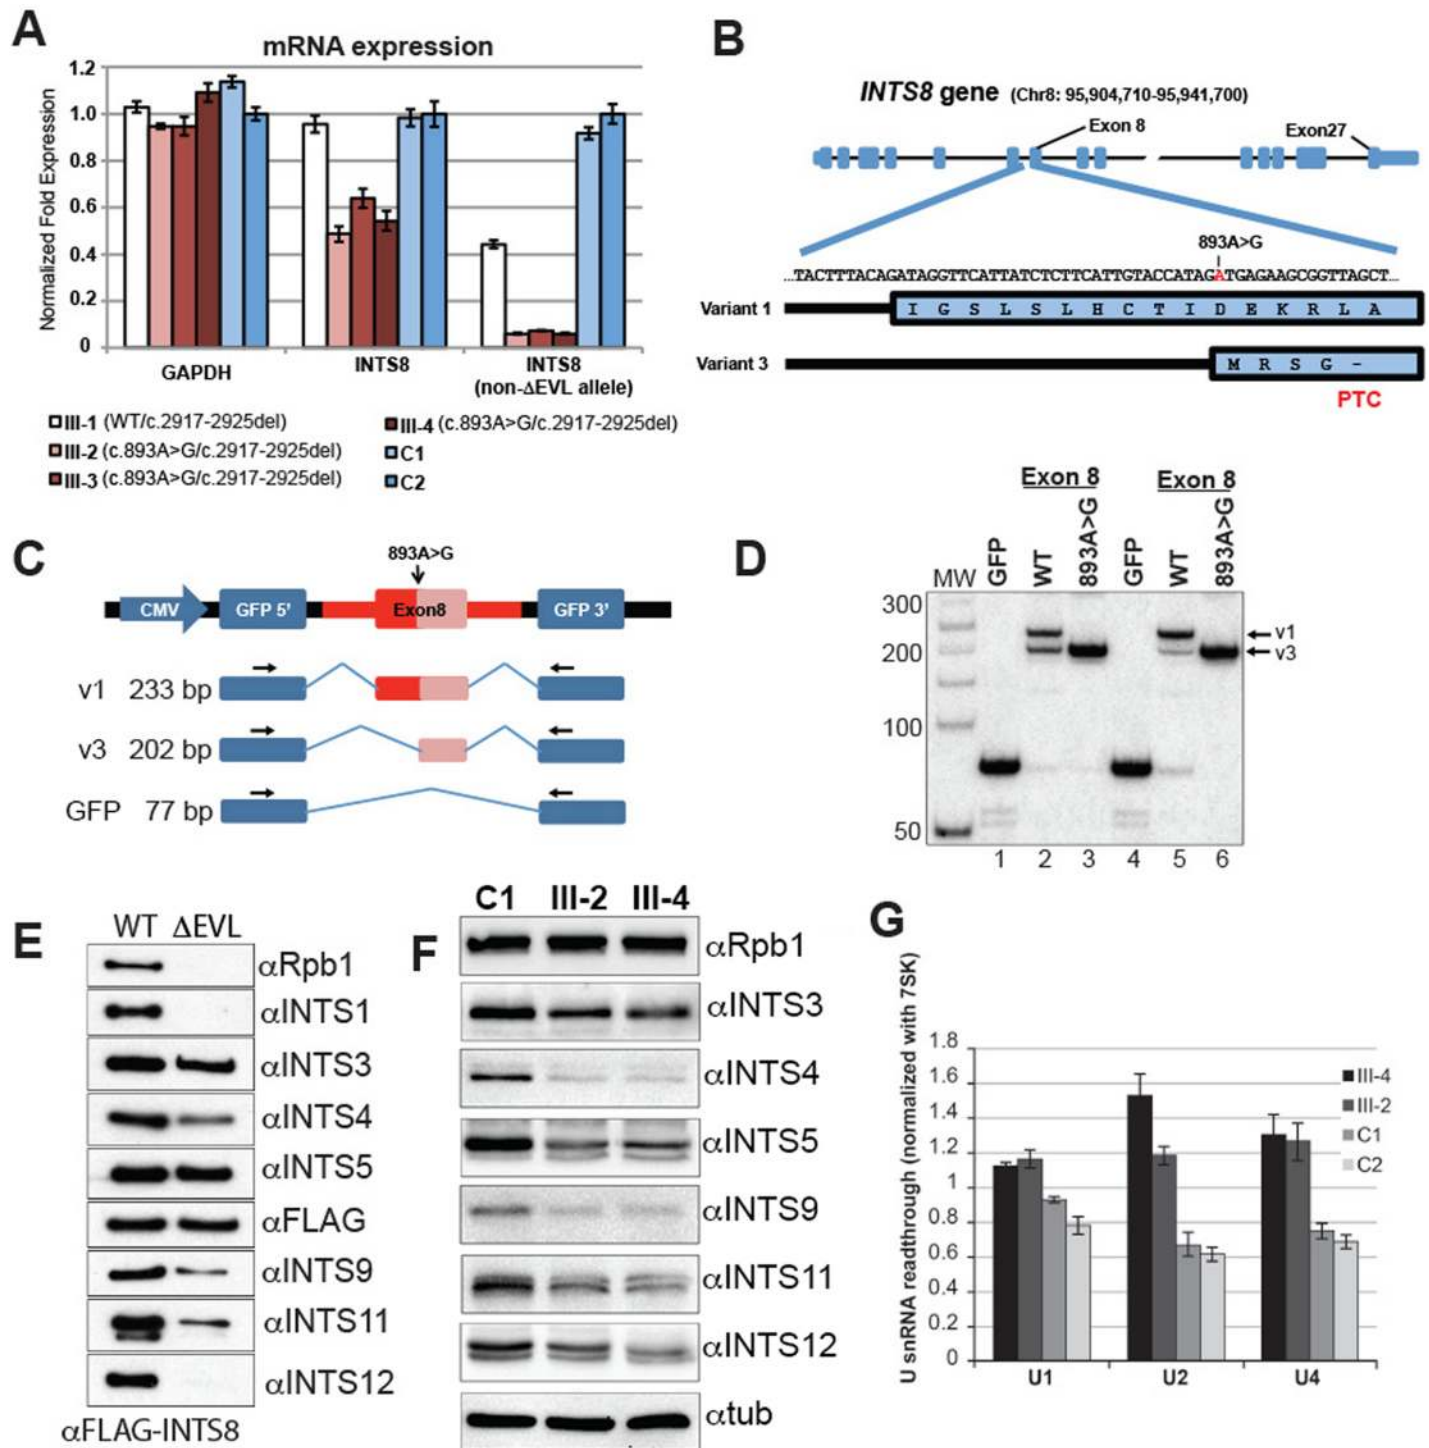 A
mRNA expression
Normalized Fold Expression
1.2
1.0
0.8
0.6
0.4
0.2
0
GAPDH
INTS8
INTS8
(non-ΔEVL allele)
III-1 (WT/c.2917-2925del)
III-2 (c.893A>G/c.2917-2925del)
III-3 (c.893A>G/c.2917-2925del)
III-4 (c.893A>G/c.2917-2925del)
C1
C2
B
INTS8 gene (Chr8: 95,904,710-95,941,700)
Exon 8
Exon27
893A>G
...TACTTTACAGATAGGTTCATTATCTCTTCATTGTACCATAGATGAGAAGCGGTTAGCT...
Variant 1
I G S L S L H C T I D E K R L A
Variant 3
M R S G -
PTC
C
893A>G
CMV
GFP 5'
Exon8
GFP 3'
v1 233 bp
v3 202 bp
GFP 77 bp
D
Exon 8
Exon 8
MW
GFP
WT
893A>G
GFP
WT
893A>G
300
200
100
50
v1
v3
1 2 3 4 5 6
E
WT ΔEVL
αRpb1
αINTS1
αINTS3
αINTS4
αINTS5
αFLAG
αINTS9
αINTS11
αINTS12
αFLAG-INTS8
F
C1 III-2 III-4
αRpb1
αINTS3
αINTS4
αINTS5
αINTS9
αINTS11
αINTS12
αtub
G
U snRNA readthrough (normalized with 7SK)
1.8
1.6
1.4
1.2
1
0.8
0.6
0.4
0.2
0
U1
U2
U4
III-4
III-2
C1
C2